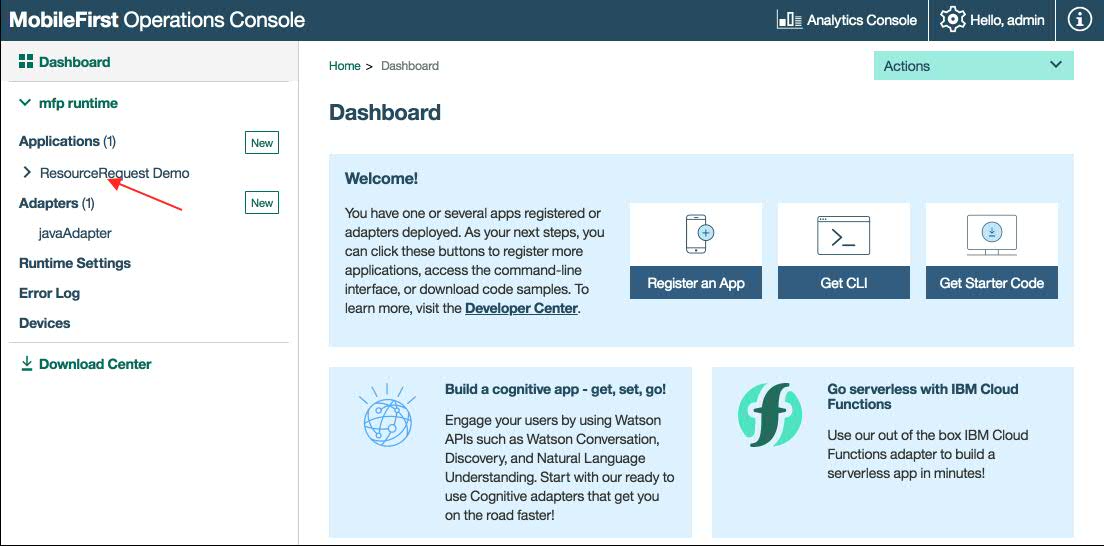 MobileFirst Operations Console
Analytics Console
Hello, admin
Dashboard
mfp runtime
Applications (1)
New
ResourceRequest Demo
Adapters (1)
New
javaAdapter
Runtime Settings
Error Log
Devices
Download Center
Home > Dashboard
Actions
Dashboard
Welcome!
You have one or several apps registered or
adapters deployed. As your next steps, you
can click these buttons to register more
applications, access the command-line
interface, or download code samples. To
learn more, visit the Developer Center.
Register an App
Get CLI
Get Starter Code
Build a cognitive app - get, set, go!
Engage your users by using Watson
APIs such as Watson Conversation,
Discovery, and Natural Language
Understanding. Start with our ready to
use Cognitive adapters that get you
on the road faster!
Go serverless with IBM Cloud
Functions
Use our out of the box IBM Cloud
Functions adapter to build a
serverless app in minutes!